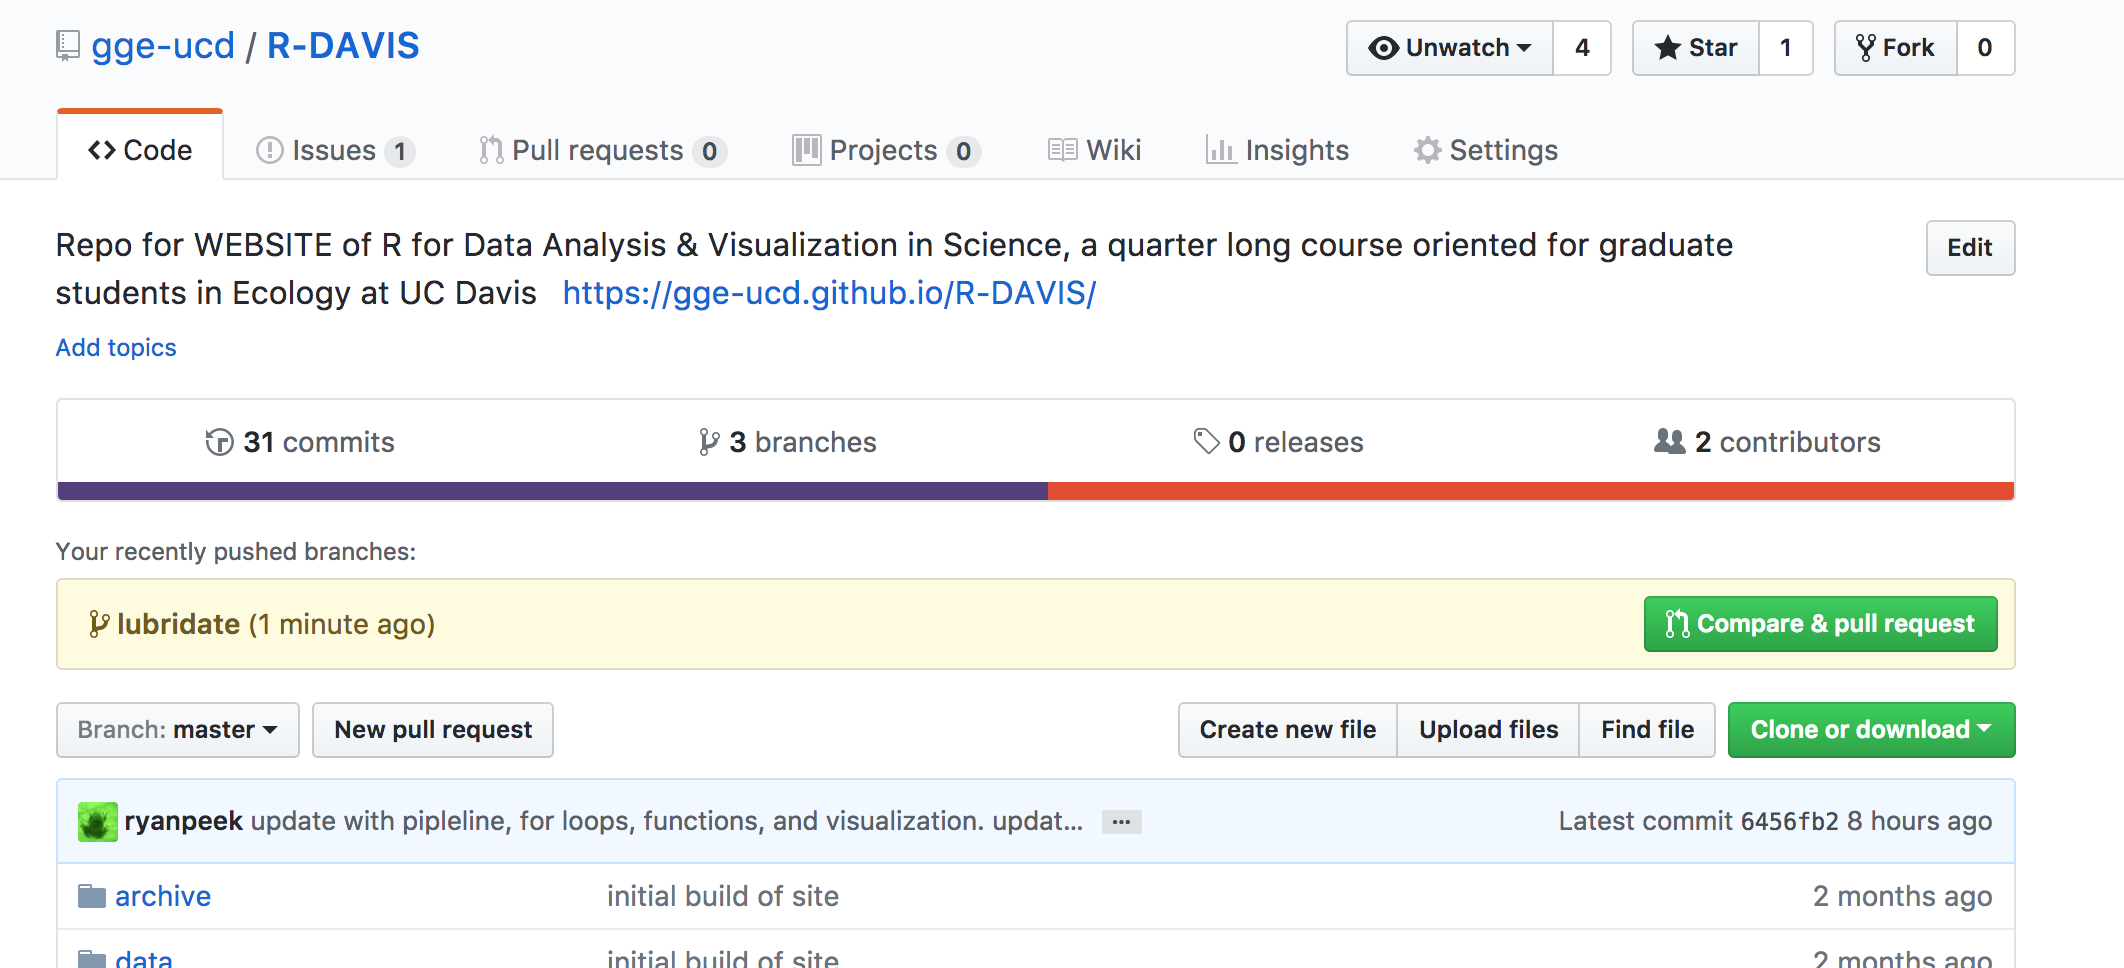 gge-ucd / R-DAVIS
Unwatch 4 Star 1 Fork 0
Code Issues 1 Pull requests 0 Projects 0 Wiki Insights Settings
Repo for WEBSITE of R for Data Analysis & Visualization in Science, a quarter long course oriented for graduate
students in Ecology at UC Davis https://gge-ucd.github.io/R-DAVIS/
Edit
Add topics
31 commits 3 branches 0 releases 2 contributors
Your recently pushed branches:
lubridate (1 minute ago) Compare & pull request
Branch: master New pull request Create new file Upload files Find file Clone or download
ryanpeek update with pipleline, for loops, functions, and visualization. updat... ... Latest commit 6456fb2 8 hours ago
archive initial build of site 2 months ago
data initial build of site 2 months ago